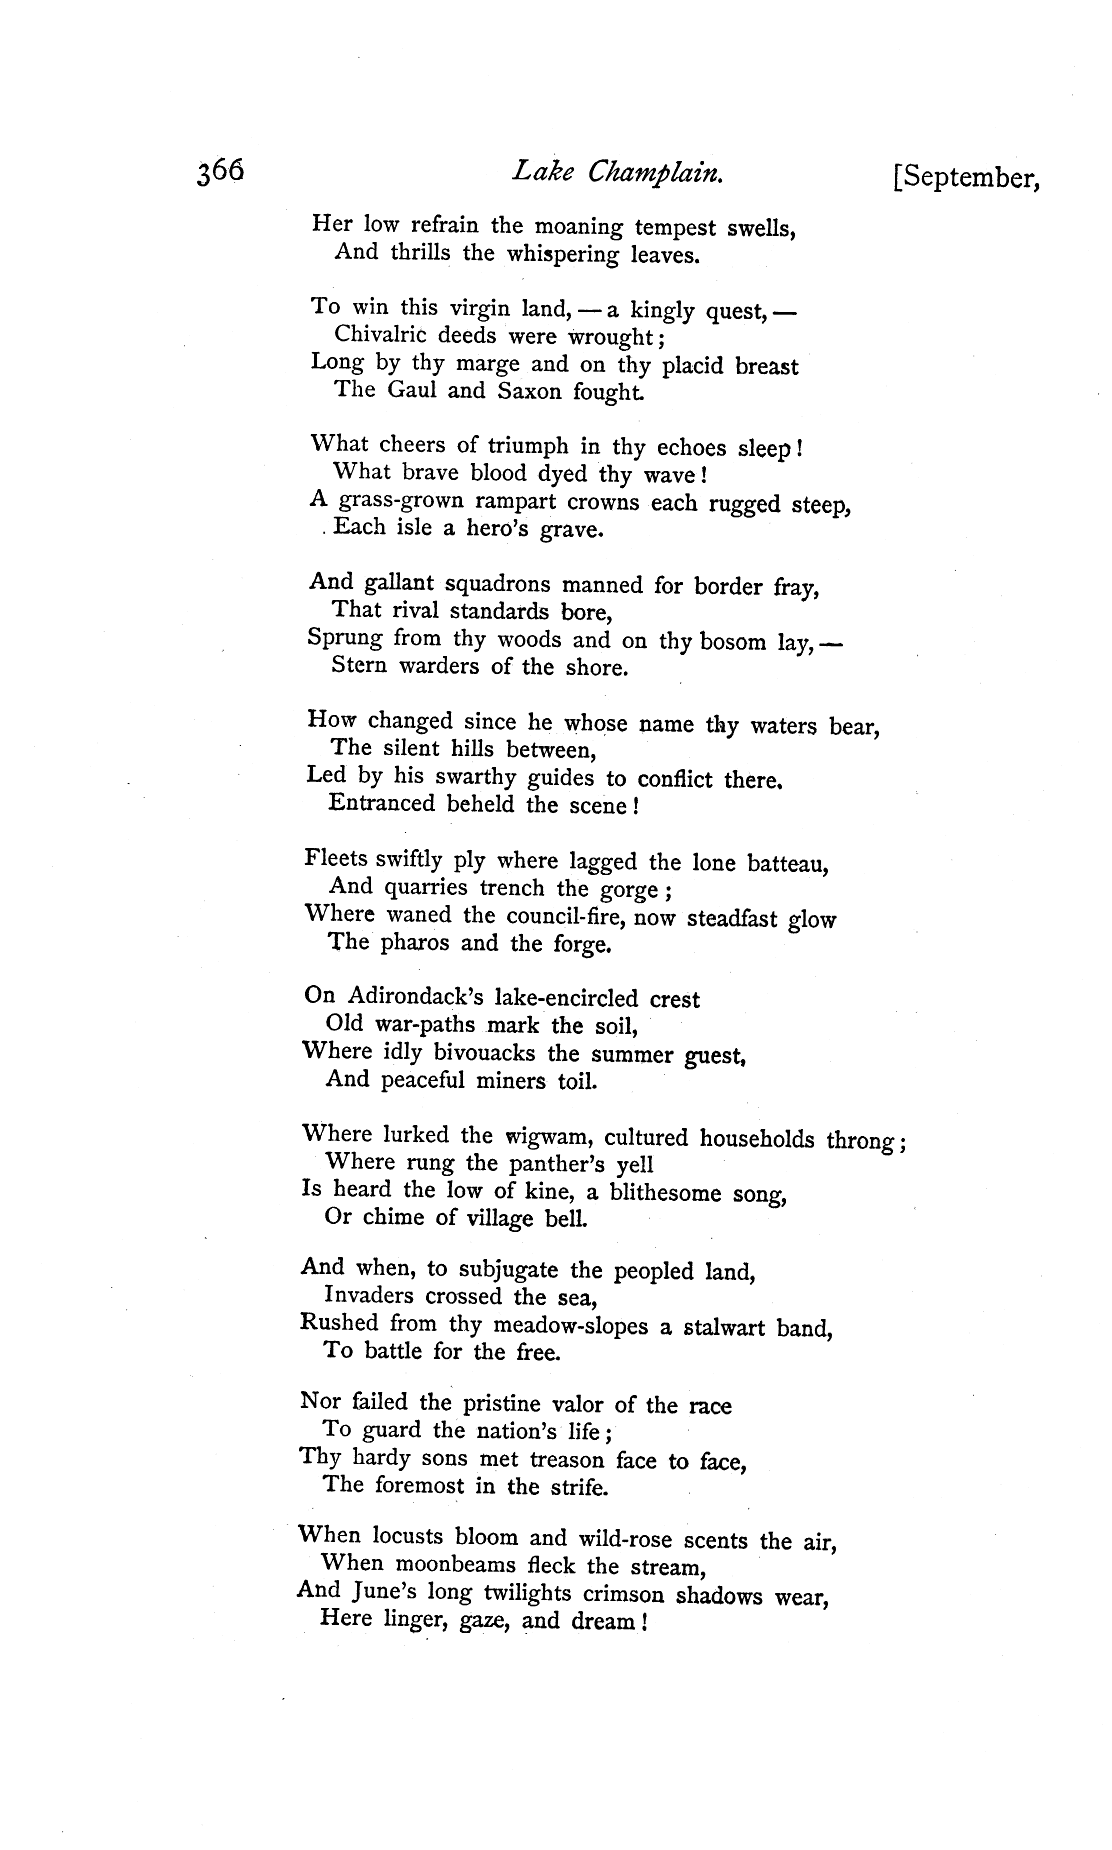 366 Lake Champlain. [September,
Her low refrain the moaning tempest swells,
And thrills the whispering leaves.
To win this virgin land, — a kingly quest, —
Chivalric deeds were wrought;
Long by thy marge and on thy placid breast
The Gaul and Saxon fought.
What cheers of triumph in thy echoes sleep!
What brave blood dyed thy wave!
A grass-grown rampart crowns each rugged steep,
Each isle a hero's grave.
And gallant squadrons manned for border fray,
That rival standards bore,
Sprung from thy woods and on thy bosom lay, —
Stern warders of the shore.
How changed since he whose name thy waters bear,
The silent hills between,
Led by his swarthy guides to conflict there.
Entranced beheld the scene!
Fleets swiftly ply where lagged the lone batteau,
And quarries trench the gorge;
Where waned the council-fire, now steadfast glow
The pharos and the forge.
On Adirondack's lake-encircled crest
Old war-paths mark the soil,
Where idly bivouacks the summer guest,
And peaceful miners toil.
Where lurked the wigwam, cultured households throng;
Where rung the panther's yell
Is heard the low of kine, a blithesome song,
Or chime of village bell.
And when, to subjugate the peopled land,
Invaders crossed the sea,
Rushed from thy meadow-slopes a stalwart band,
To battle for the free.
Nor failed the pristine valor of the race
To guard the nation's life;
Thy hardy sons met treason face to face,
The foremost in the strife.
When locusts bloom and wild-rose scents the air,
When moonbeams fleck the stream,
And June's long twilights crimson shadows wear,
Here linger, gaze, and dream!